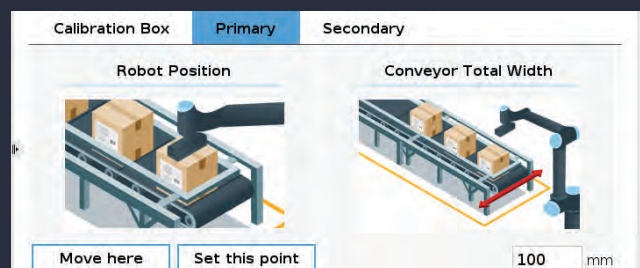 Calibration Box Primary Secondary
Robot Position
Conveyor Total Width
Move here Set this point
100 mm